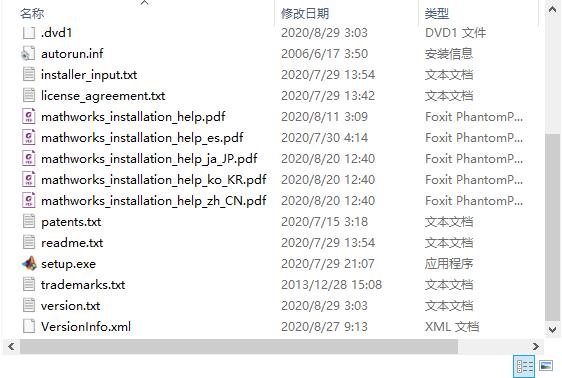 名称 修改日期 类型
.dvd1 2020/8/29 3:03 DVD1 文件
autorun.inf 2006/6/17 3:50 安装信息
installer_input.txt 2020/7/29 13:54 文本文档
license_agreement.txt 2020/7/29 13:42 文本文档
mathworks_installation_help.pdf 2020/8/11 3:09 Foxit PhantomP...
mathworks_installation_help_es.pdf 2020/7/30 4:14 Foxit PhantomP...
mathworks_installation_help_ja_JP.pdf 2020/8/20 12:40 Foxit PhantomP...
mathworks_installation_help_ko_KR.pdf 2020/8/20 12:40 Foxit PhantomP...
mathworks_installation_help_zh_CN.pdf 2020/8/20 12:40 Foxit PhantomP...
patents.txt 2020/7/15 3:18 文本文档
readme.txt 2020/7/29 13:54 文本文档
setup.exe 2020/7/29 21:07 应用程序
trademarks.txt 2013/12/28 15:08 文本文档
version.txt 2020/8/29 3:03 文本文档
VersionInfo.xml 2020/8/27 9:13 XML 文档